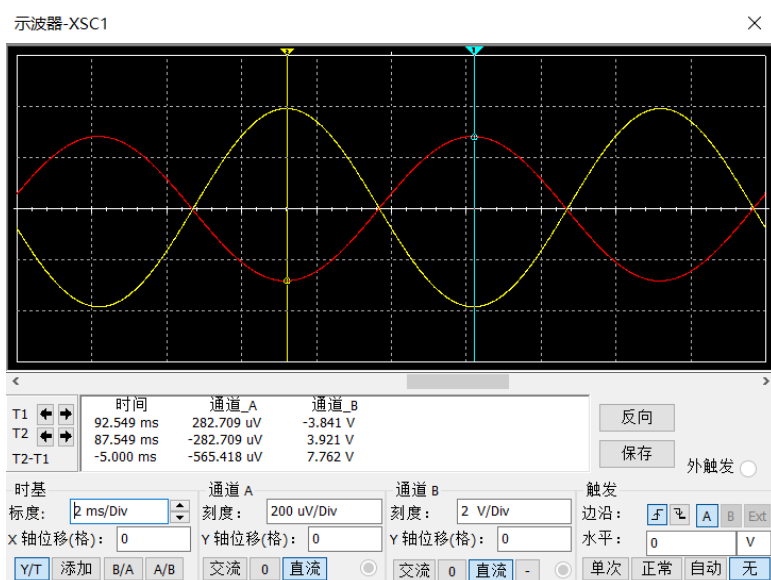 示波器-XSC1
2 1
时间 通道_A 通道_B
T1 92.549 ms 282.709 uV -3.841 V
T2 87.549 ms -282.709 uV 3.921 V
T2-T1 -5.000 ms -565.418 uV 7.762 V
反向
保存
外触发
时基 通道 A 通道 B 触发
标度: 2 ms/Div 刻度: 200 uV/Div 刻度: 2 V/Div 边沿: A B Ext
X 轴位移(格): 0 Y 轴位移(格): 0 Y 轴位移(格): 0 水平: 0 V
Y/T 添加 B/A A/B 交流 0 直流 交流 0 直流 - 单次 正常 自动 无